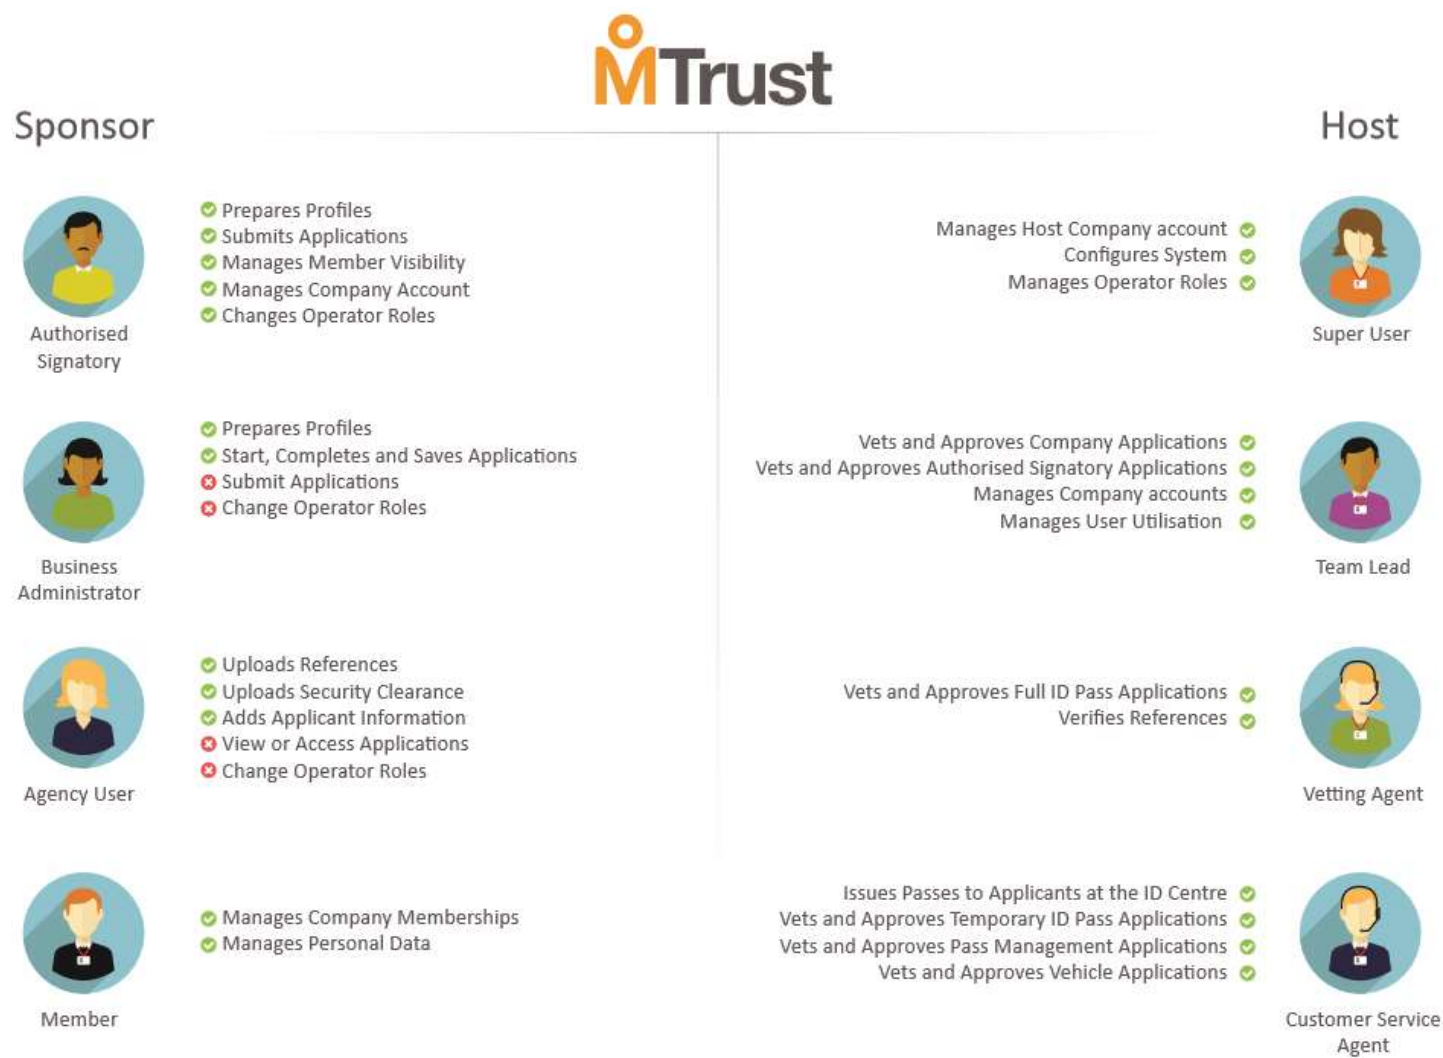 MTrust
Sponsor
Host
Prepares Profiles
Submits Applications
Manages Member Visibility
Manages Company Account
Changes Operator Roles
Authorised
Signatory
Manages Host Company account
Configures System
Manages Operator Roles
Super User
Prepares Profiles
Start, Completes and Saves Applications
Submit Applications
Change Operator Roles
Business
Administrator
Vets and Approves Company Applications
Vets and Approves Authorised Signatory Applications
Manages Company accounts
Manages User Utilisation
Team Lead
Uploads References
Uploads Security Clearance
Adds Applicant Information
View or Access Applications
Change Operator Roles
Agency User
Vets and Approves Full ID Pass Applications
Verifies References
Vetting Agent
Manages Company Memberships
Manages Personal Data
Member
Issues Passes to Applicants at the ID Centre
Vets and Approves Temporary ID Pass Applications
Vets and Approves Pass Management Applications
Vets and Approves Vehicle Applications
Customer Service
Agent